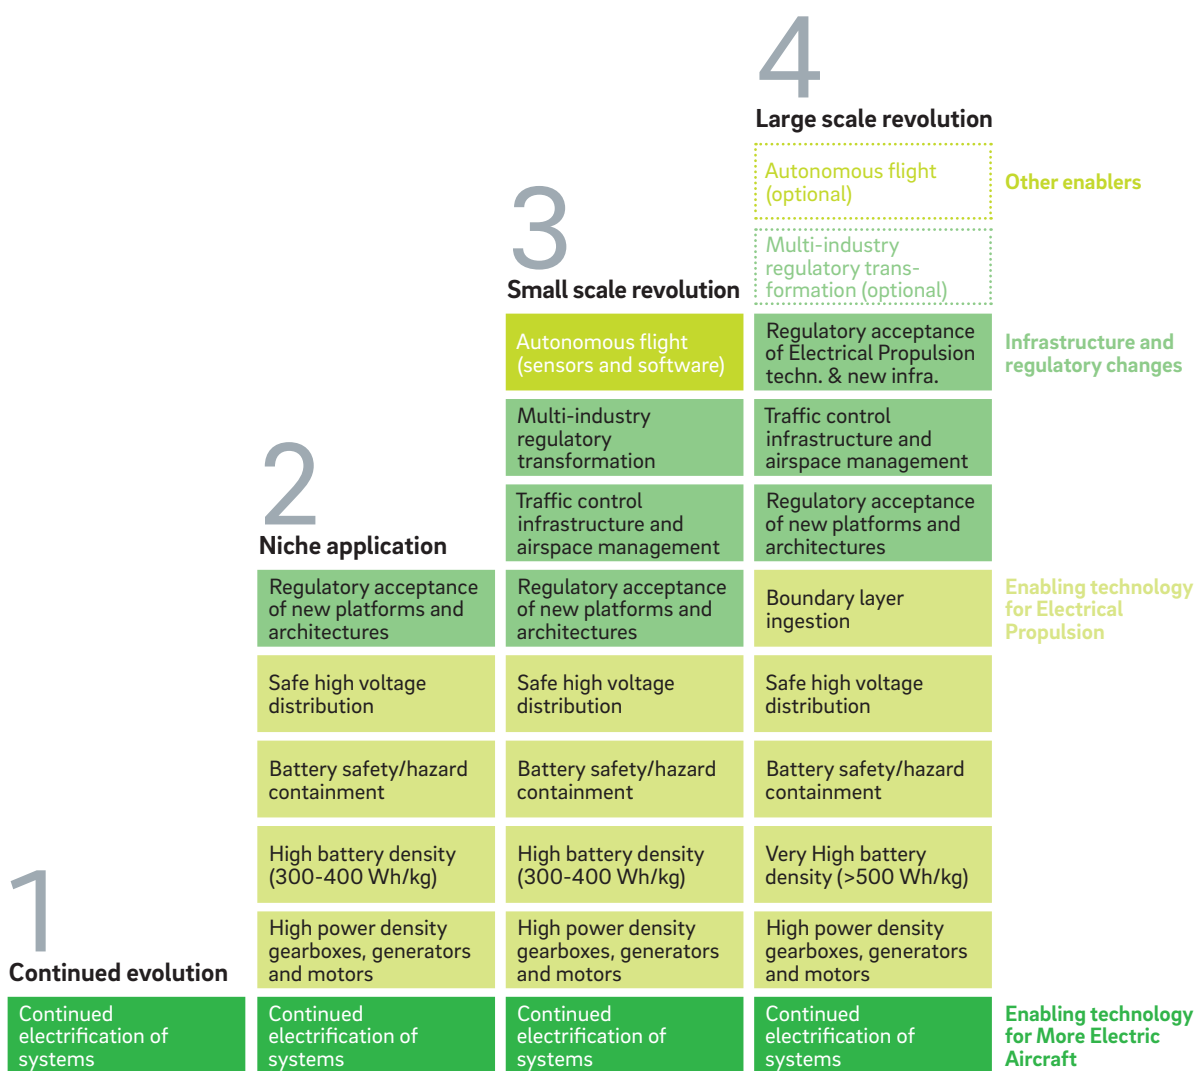 4
Large scale revolution
Autonomous flight
(optional)
Other enablers
3
Small scale revolution
Multi-industry
regulatory trans-
formation (optional)
Autonomous flight
(sensors and software)
Regulatory acceptance
of Electrical Propulsion
techn. & new infra.
Infrastructure and
regulatory changes
Multi-industry
regulatory
transformation
Traffic control
infrastructure and
airspace management
2
Niche application
Traffic control
infrastructure and
airspace management
Regulatory acceptance
of new platforms and
architectures
Regulatory acceptance
of new platforms and
architectures
Regulatory acceptance
of new platforms and
architectures
Boundary layer
ingestion
Enabling technology
for Electrical
Propulsion
Safe high voltage
distribution
Safe high voltage
distribution
Safe high voltage
distribution
Battery safety/hazard
containment
Battery safety/hazard
containment
Battery safety/hazard
containment
1
Continued evolution
High battery density
(300-400 Wh/kg)
High battery density
(300-400 Wh/kg)
Very High battery
density (>500 Wh/kg)
High power density
gearboxes, generators
and motors
High power density
gearboxes, generators
and motors
High power density
gearboxes, generators
and motors
Continued
electrification of
systems
Continued
electrification of
systems
Continued
electrification of
systems
Continued
electrification of
systems
Enabling technology
for More Electric
Aircraft